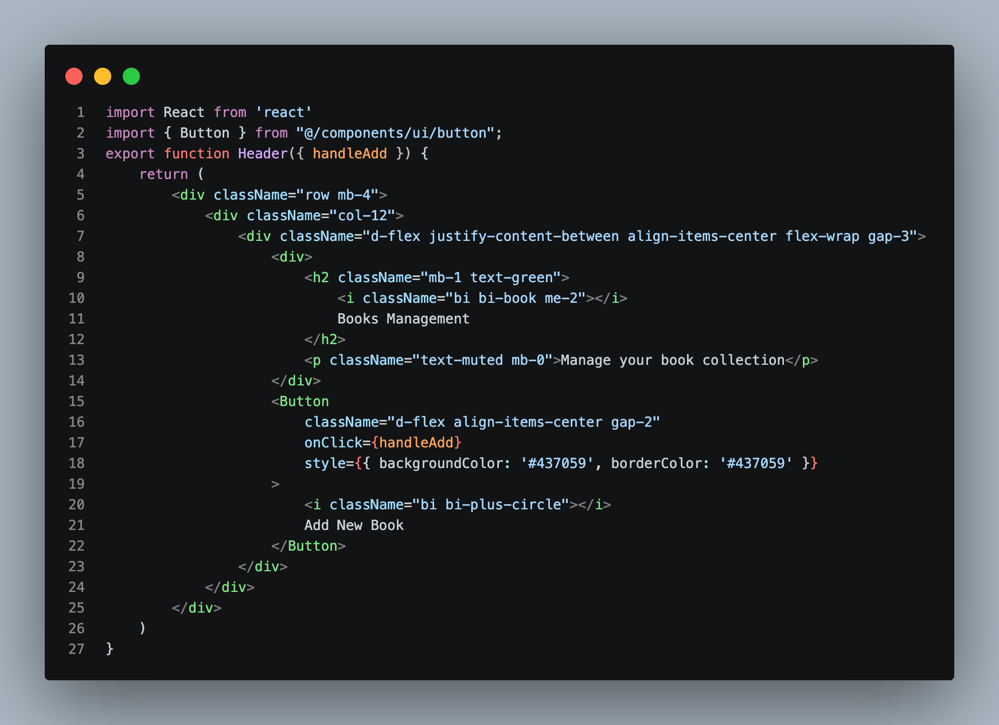 1 import React from 'react'
2 import { Button } from "@/components/ui/button";
3 export function Header({ handleAdd }) {
4     return (
5         <div className="row mb-4">
6             <div className="col-12">
7                 <div className="d-flex justify-content-between align-items-center flex-wrap gap-3">
8                     <div>
9                         <h2 className="mb-1 text-green">
10                             <i className="bi bi-book me-2"></i>
11                             Books Management
12                         </h2>
13                         <p className="text-muted mb-0">Manage your book collection</p>
14                     </div>
15                     <Button
16                         className="d-flex align-items-center gap-2"
17                         onClick={handleAdd}
18                         style={{ backgroundColor: '#437059', borderColor: '#437059' }}
19                     >
20                         <i className="bi bi-plus-circle"></i>
21                         Add New Book
22                     </Button>
23                 </div>
24             </div>
25         </div>
26     )
27 }